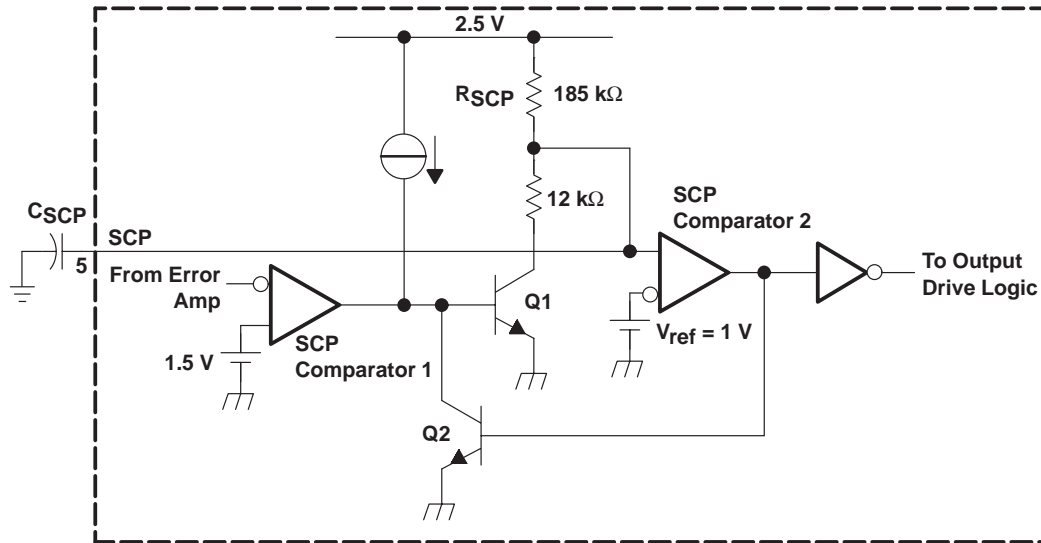 2.5 V
RSCP
185 kΩ
12 kΩ
CSCP
SCP
5
From Error
Amp
1.5 V
SCP
Comparator 1
Q1
Q2
SCP
Comparator 2
Vref = 1 V
To Output
Drive Logic